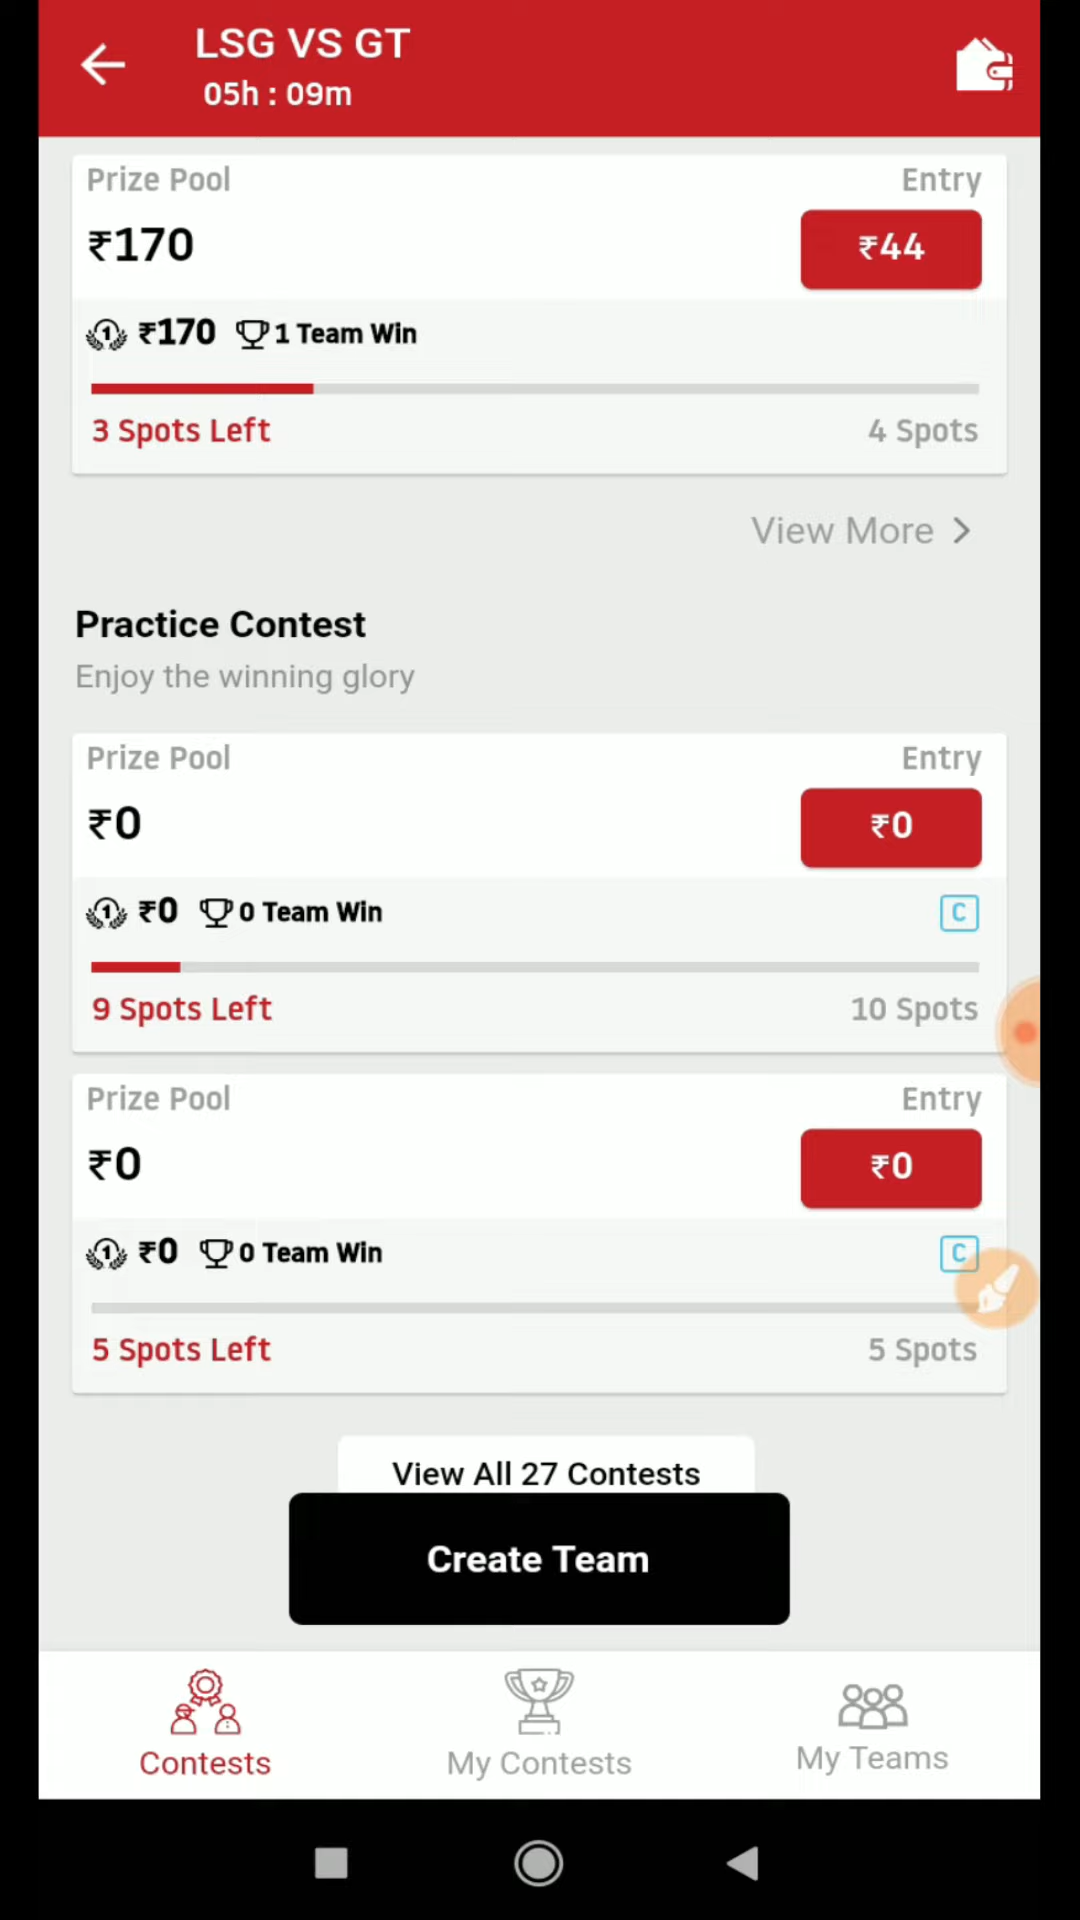 LSG VS GT
05h : 09m
Prize Pool
Entry
₹170
₹44
1 ₹170 1 Team Win
3 Spots Left
4 Spots
View More >
Practice Contest
Enjoy the winning glory
Prize Pool
Entry
₹0
₹0
1 ₹0 0 Team Win
C
9 Spots Left
10 Spots
Prize Pool
Entry
₹0
₹0
1 ₹0 0 Team Win
C
5 Spots Left
5 Spots
View All 27 Contests
Create Team
Contests
My Contests
My Teams